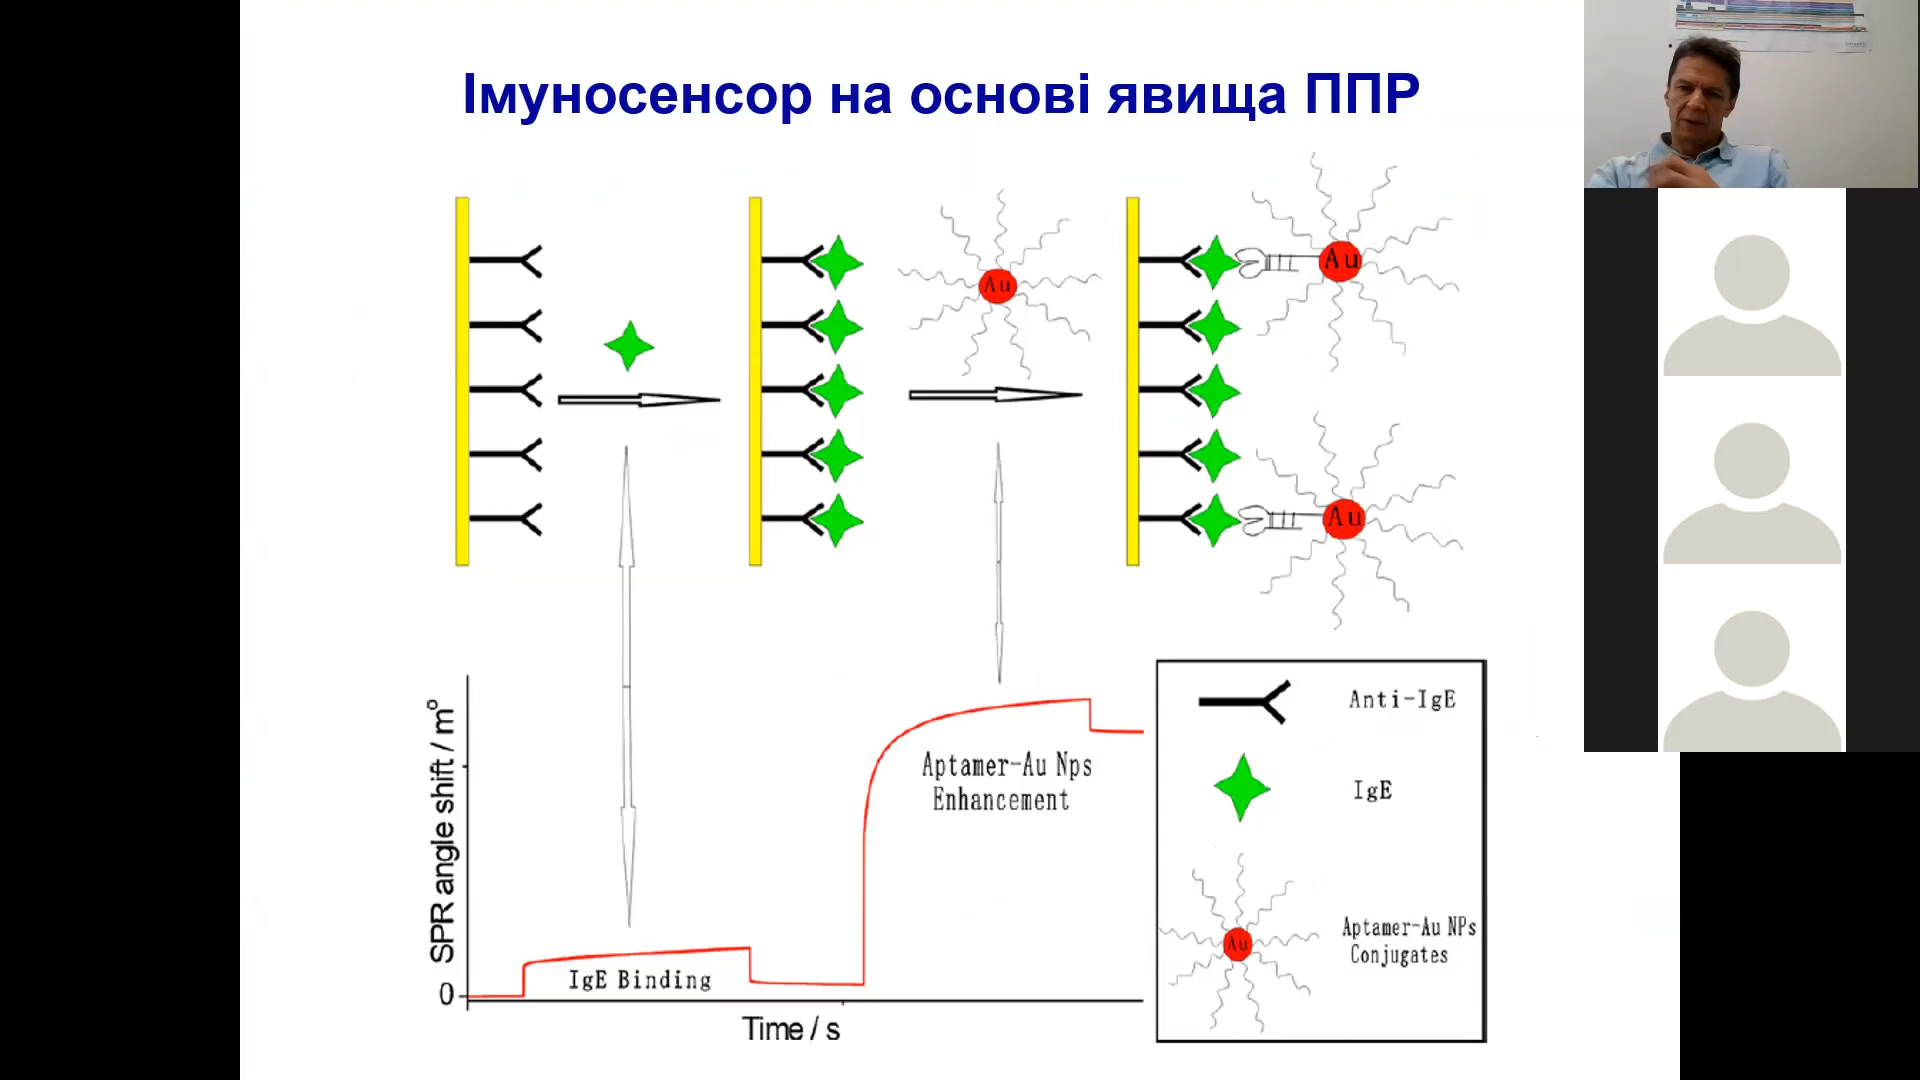 Імуносенсор на основі явища ППР
Au
Au
Au
SPR angle shift / m°
0
IgE Binding
Aptamer-Au Nps
Enhancement
Time / s
Anti-IgE
IgE
Au
Aptamer-Au NPs
Conjugates